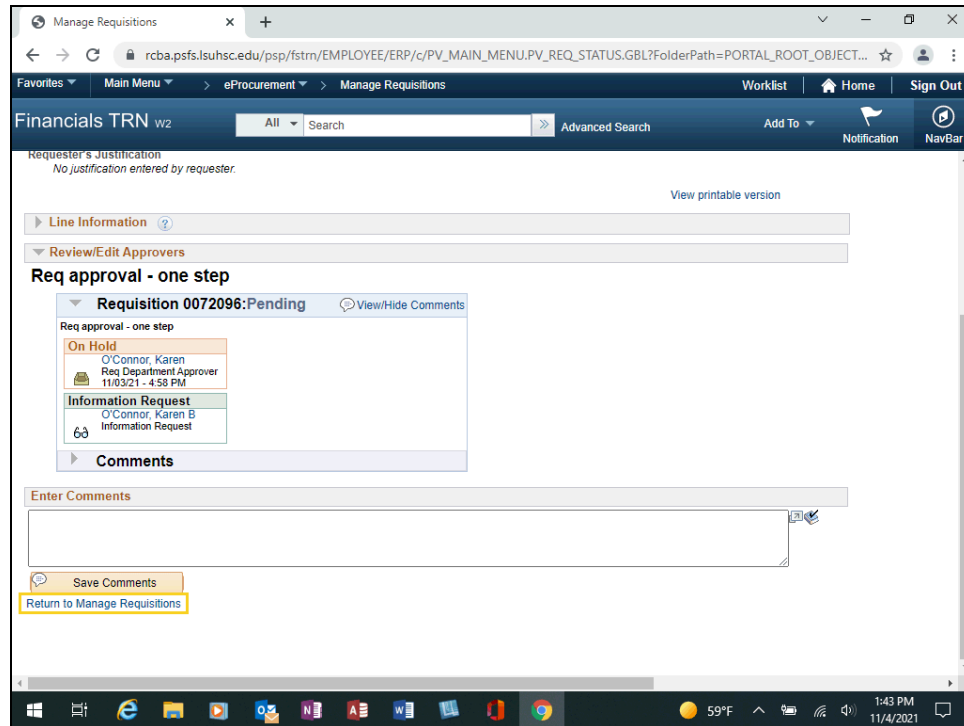 Manage Requisitions
rcba.psfs.lsuhsc.edu/psp/fstrn/EMPLOYEE/ERP/c/PV_MAIN_MENU.PV_REQ_STATUS.GBL?FolderPath=PORTAL_ROOT_OBJECT...
Favorites Main Menu > eProcurement > Manage Requisitions Worklist Home Sign Out
Financials TRN W2 All Search » Advanced Search Add To Notification NavBar
Requester's Justification
No justification entered by requester.
View printable version
Line Information ?
Review/Edit Approvers
Req approval - one step
Requisition 0072096:Pending View/Hide Comments
Req approval - one step
On Hold
O'Connor, Karen
Req Department Approver
11/03/21 - 4:58 PM
Information Request
O'Connor, Karen B
Information Request
Comments
Enter Comments
Save Comments
Return to Manage Requisitions
59°F 1:43 PM
11/4/2021